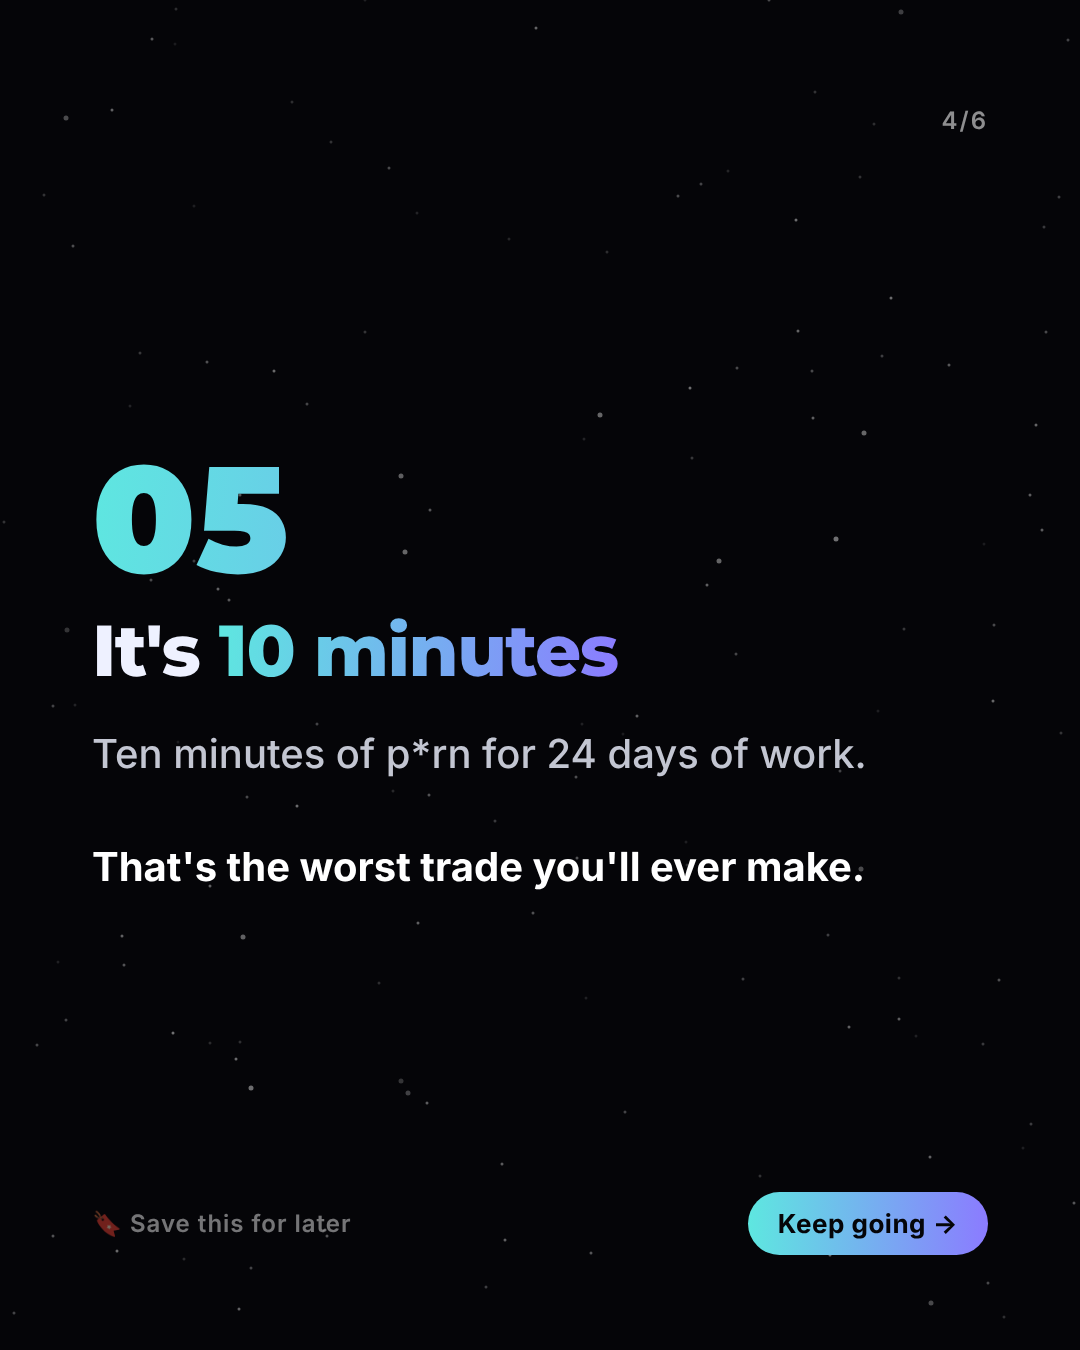 4/6
05
It's 10 minutes
Ten minutes of p*rn for 24 days of work.
That's the worst trade you'll ever make.
Save this for later
Keep going →